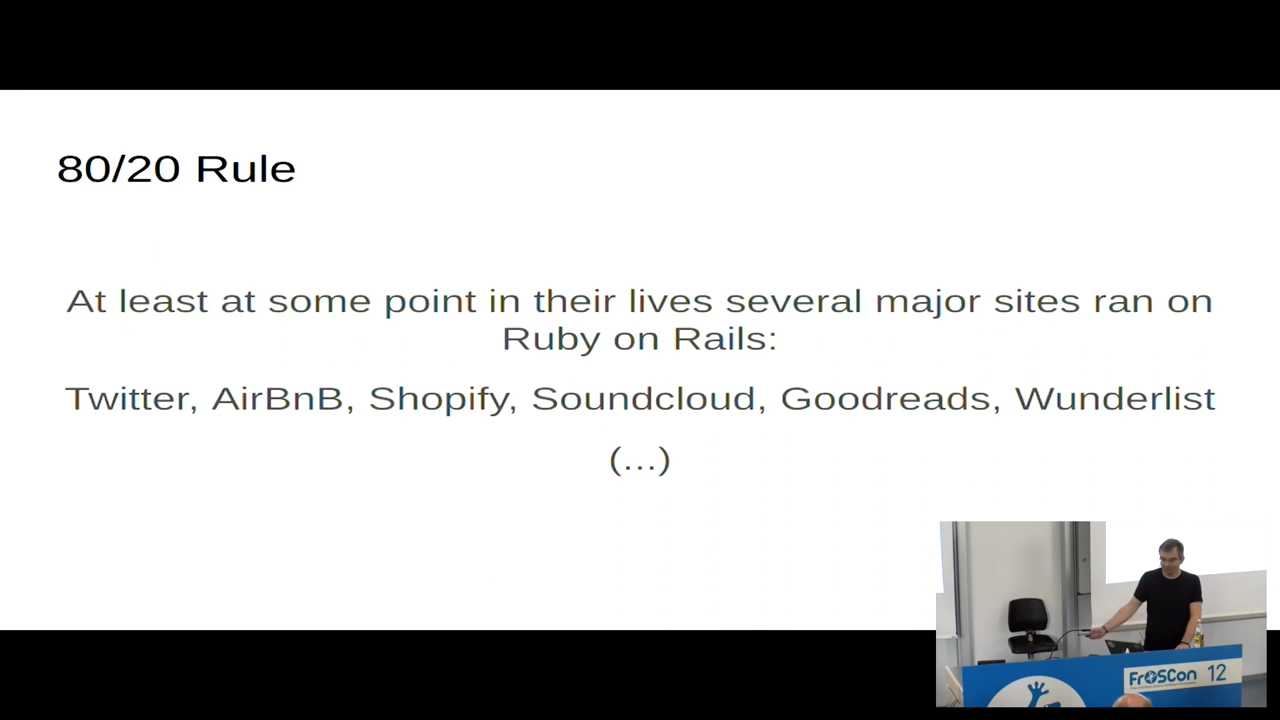 80/20 Rule
At least at some point in their lives several major sites ran on
Ruby on Rails:
Twitter, AirBnB, Shopify, Soundcloud, Goodreads, Wunderlist
(...)
FrOSCon 12